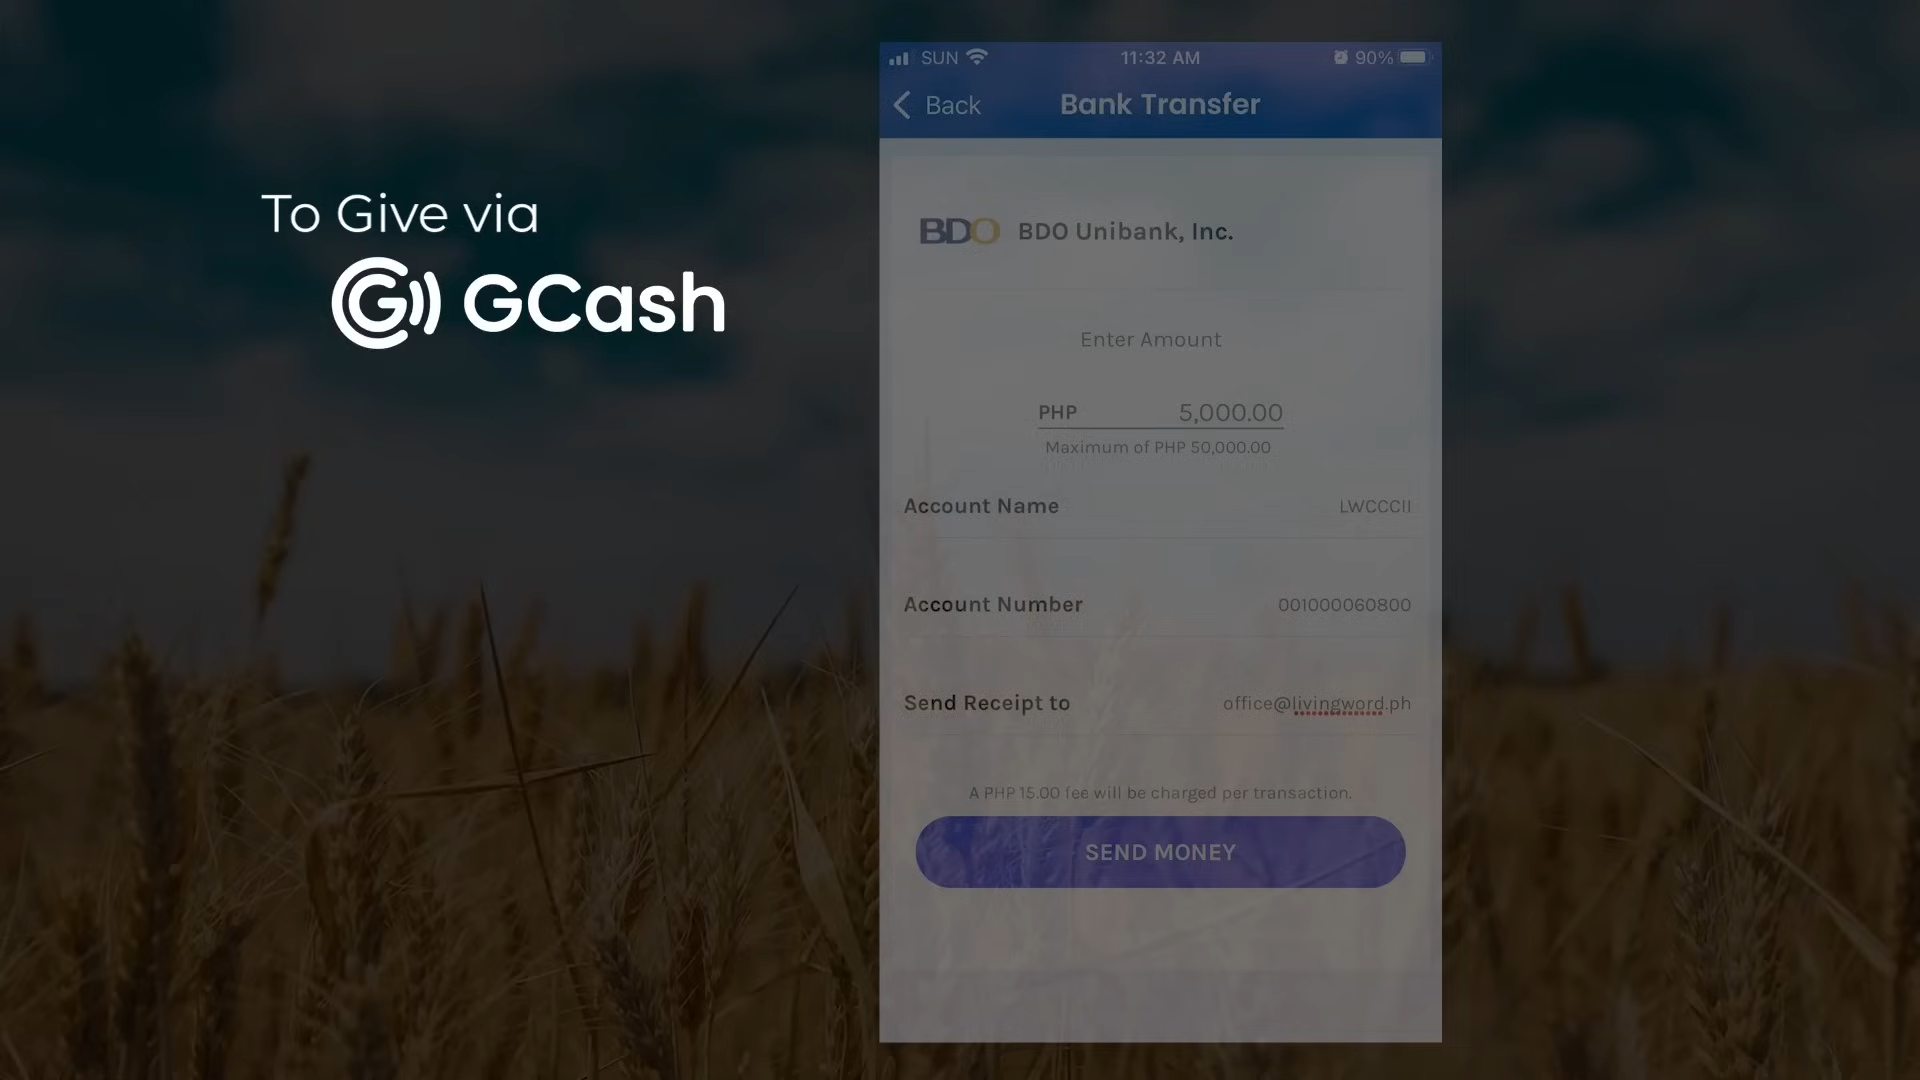 To Give via
GCash
SUN 11:32 AM 90%
Back Bank Transfer
BDO BDO Unibank, Inc.
Enter Amount
PHP 5,000.00
Maximum of PHP 50,000.00
Account Name LWCCCII
Account Number 001000060800
Send Receipt to office@livingword.ph
A PHP 15.00 fee will be charged per transaction.
SEND MONEY